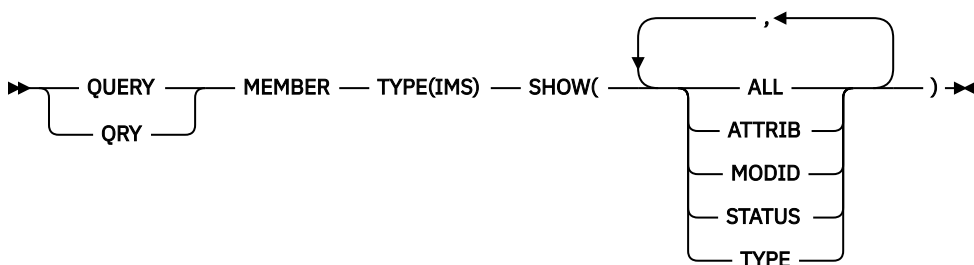 ,
QUERY MEMBER TYPE(IMS) SHOW( ALL )
QRY
ATTRIB
MODID
STATUS
TYPE